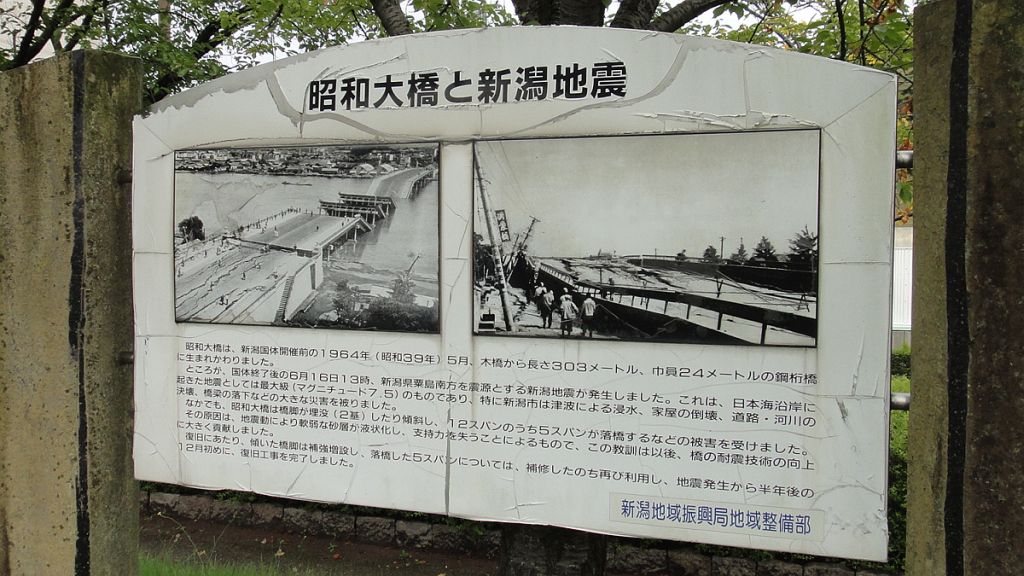 昭和大橋と新潟地震
昭和大橋は、新潟国体開催前の1964年（昭和39年）5月、木橋から長さ303メートル、巾員24メートルの鋼桁橋
に生まれかわりました。
ところが、国体終了後の6月16日13時、新潟県粟島南方を震源とする新潟地震が発生しました。これは、日本海沿岸に
起きた地震としては最大級（マグニチュード7.5）のものであり、特に新潟市は津波による浸水、家屋の倒壊、道路・河川の
決壊、橋梁の落下などの大きな災害を被りました。
なかでも、昭和大橋は橋脚が埋没（2基）したり傾斜し、12スパンのうち5スパンが落橋するなどの被害を受けました。
その原因は、地震動により軟弱な砂層が液状化し、支持力を失うことによるもので、この教訓は以後、橋の耐震技術の向上
に大きく貢献しました。
復旧にあたり、傾いた橋脚は補強増設し、落橋した5スパンについては、補修したのち再び利用し、地震発生から半年後の
12月初めに、復旧工事を完了しました。
新潟地域振興局地域整備部